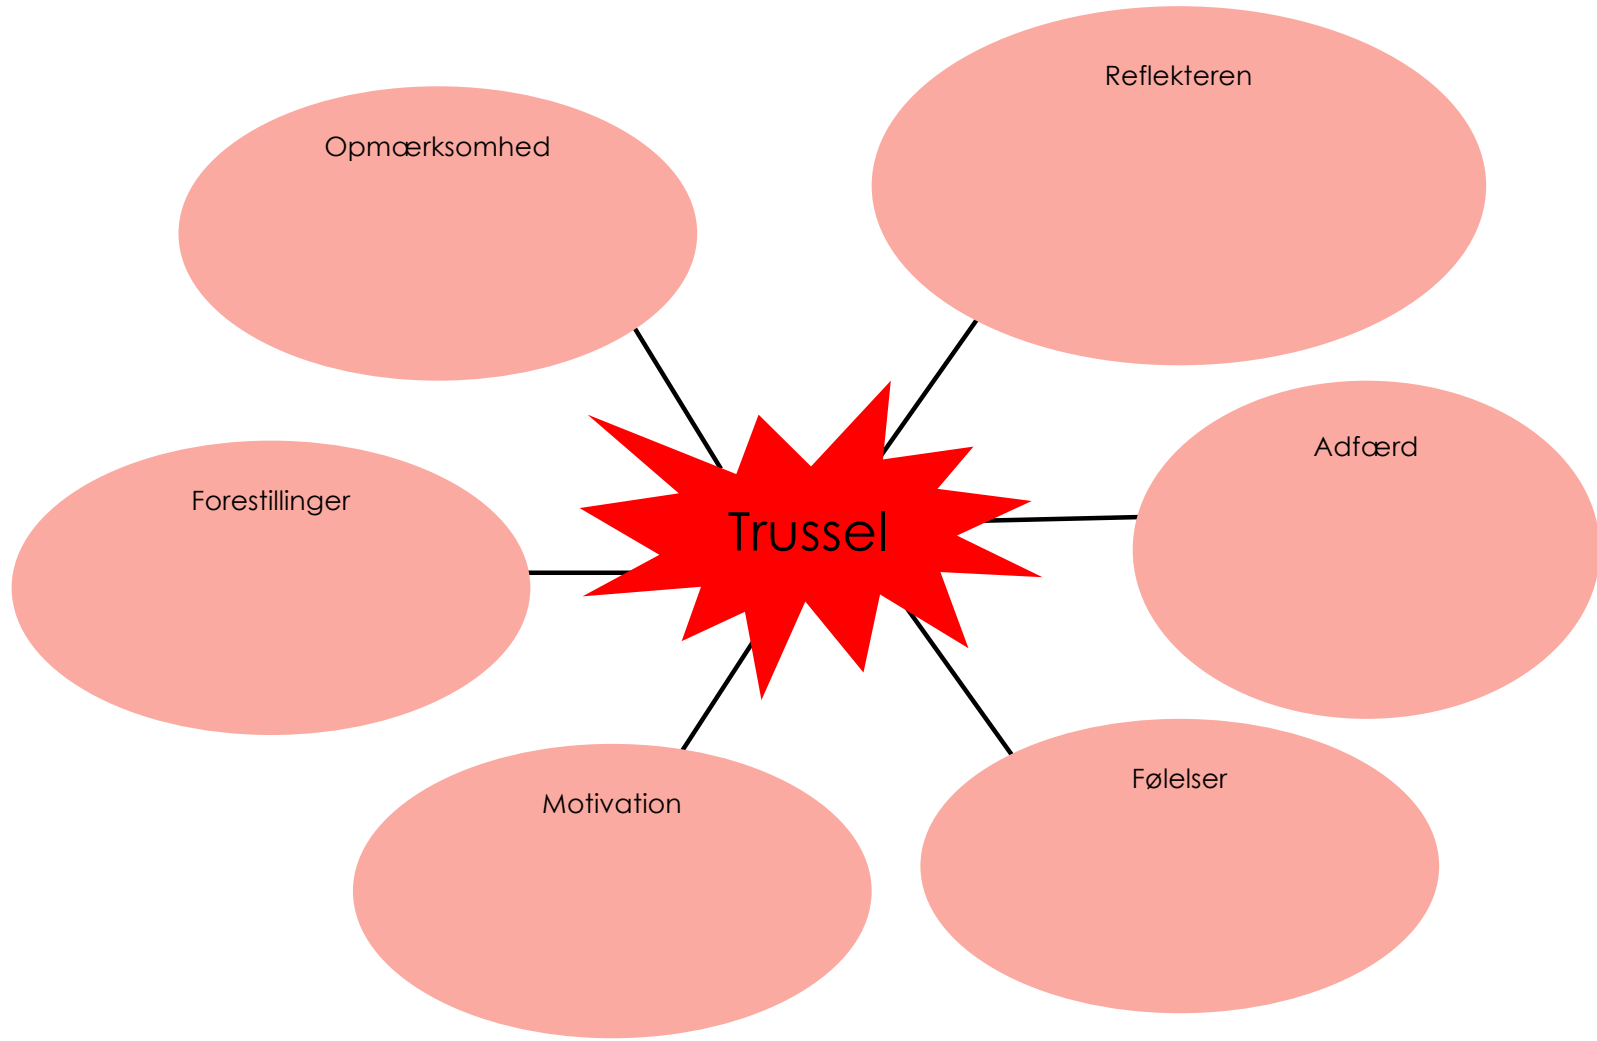 Reflekteren
Opmærksomhed
Adfærd
Forestillinger
Trussel
Følelser
Motivation